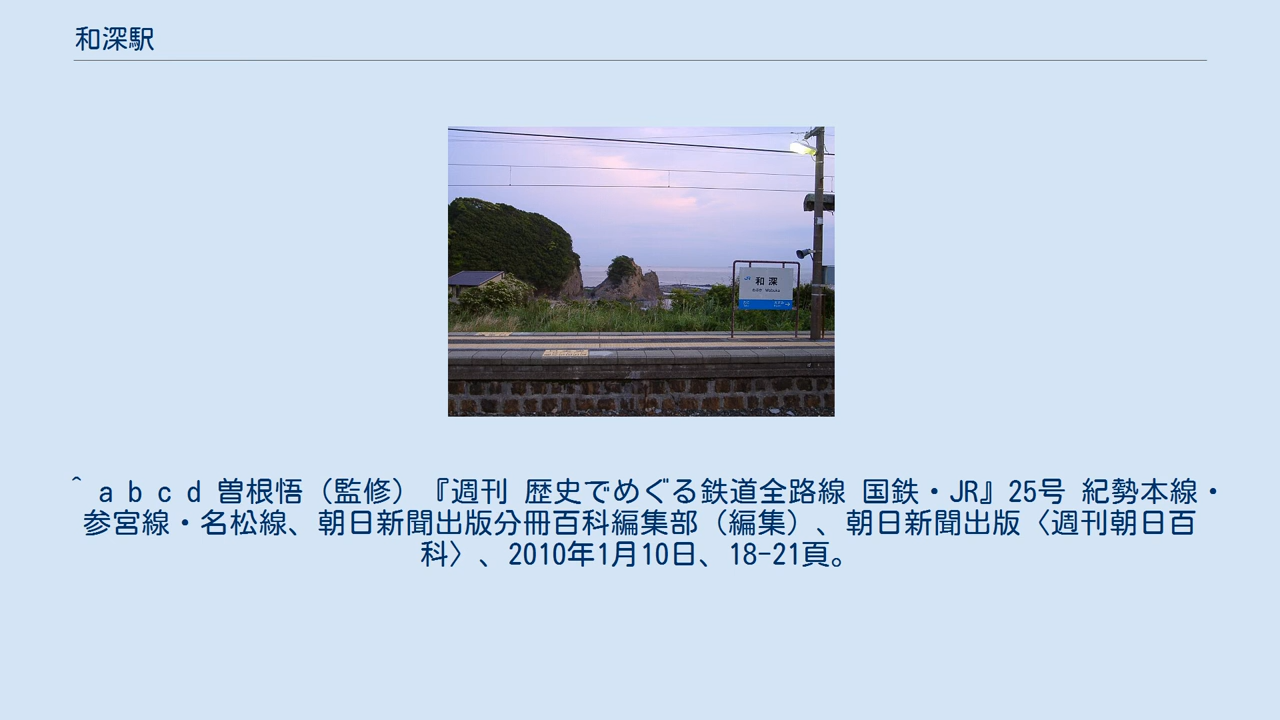 和深駅
和深
^ a b c d 曽根悟（監修）『週刊 歴史でめぐる鉄道全路線 国鉄・JR』25号 紀勢本線・
参宮線・名松線、朝日新聞出版分冊百科編集部（編集）、朝日新聞出版〈週刊朝日百
科〉、2010年1月10日、18-21頁。